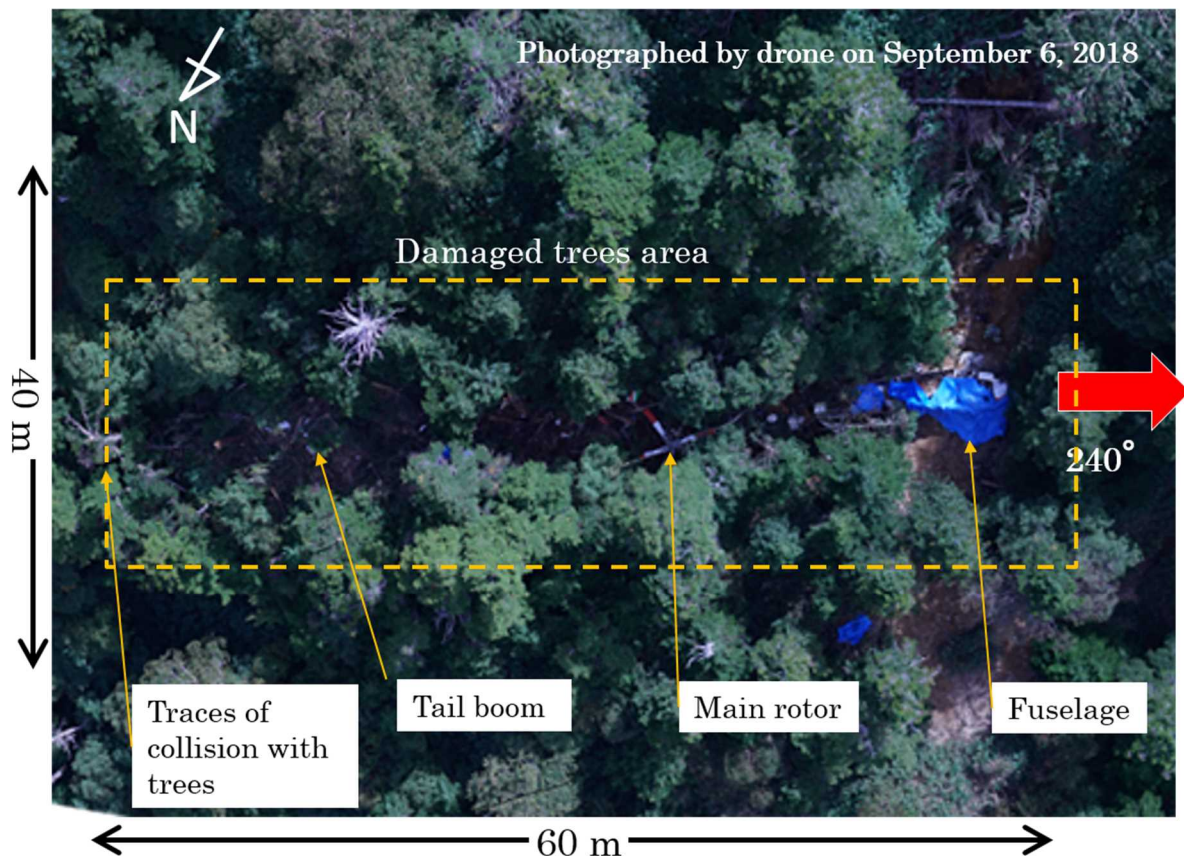 Photographed by drone on September 6, 2018
N
Damaged trees area
40 m
240°
Traces of
collision with
trees
Tail boom
Main rotor
Fuselage
60 m